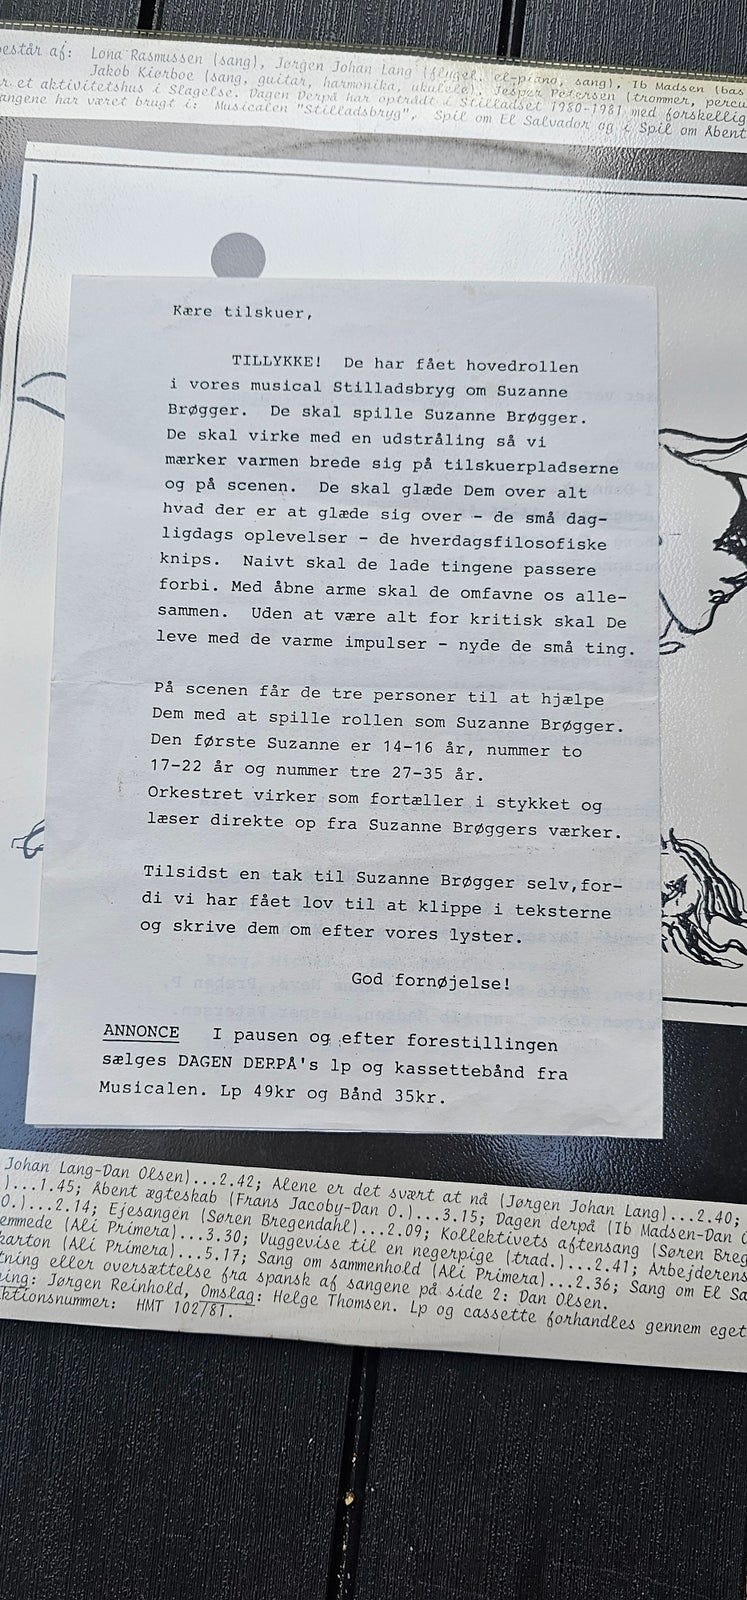 består af: Lona Rasmussen (sang), Jørgen Johan Lang (flygel, el-piano, sang), Ib Madsen (bas
Jakob Kierboe (sang, guitar, harmonika, ukulele), Jesper Petersen (trommer, percu
r et aktivitetshus i Slagelse. Dagen Derpå har optrådt i Stilladset 1980-1981 med forskellig
angene har været brugt i: Musicalen "Stilladsbryg", Spil om El Salvador og i Spil om Åbent
Kære tilskuer,
TILLYKKE! De har fået hovedrollen
i vores musical Stilladsbryg om Suzanne
Brøgger. De skal spille Suzanne Brøgger.
De skal virke med en udstråling så vi
mærker varmen brede sig på tilskuerpladserne
og på scenen. De skal glæde Dem over alt
hvad der er at glæde sig over - de små dag-
ligdags oplevelser - de hverdagsfilosofiske
knips. Naivt skal de lade tingene passere
forbi. Med åbne arme skal de omfavne os alle-
sammen. Uden at være alt for kritisk skal De
leve med de varme impulser - nyde de små ting.
På scenen får de tre personer til at hjælpe
Dem med at spille rollen som Suzanne Brøgger.
Den første Suzanne er 14-16 år, nummer to
17-22 år og nummer tre 27-35 år.
Orkestret virker som fortæller i stykket og
læser direkte op fra Suzanne Brøggers værker.
Tilsidst en tak til Suzanne Brøgger selv,for-
di vi har fået lov til at klippe i teksterne
og skrive dem om efter vores lyster.
God fornøjelse!
ANNONCE I pausen og efter forestillingen
sælges DAGEN DERPÅ's lp og kassettebånd fra
Musicalen. Lp 49kr og Bånd 35kr.
Johan Lang-Dan Olsen)...2.42; Alene er det svært at nå (Jørgen Johan Lang)...2.40;
)...1.45; Åbent ægteskab (Frans Jacoby-Dan O.)...3.15; Dagen derpå (Ib Madsen-Dan O
O.)...2.14; Ejesangen (Søren Bregendahl)...2.09; Kollektivets aftensang (Søren Breg
emmede (Ali Primera)...3.30; Vuggevise til en negerpige (trad.)...2.41; Arbejderens
karton (Ali Primera)...5.17; Sang om sammenhold (Ali Primera)...2.36; Sang om El Sa
tning eller oversættelse fra spansk af sangene på side 2: Dan Olsen.
ing: Jørgen Reinhold, Omslag: Helge Thomsen. Lp og cassette forhandles gennem eget
ktionsnummer: HMT 102/81.